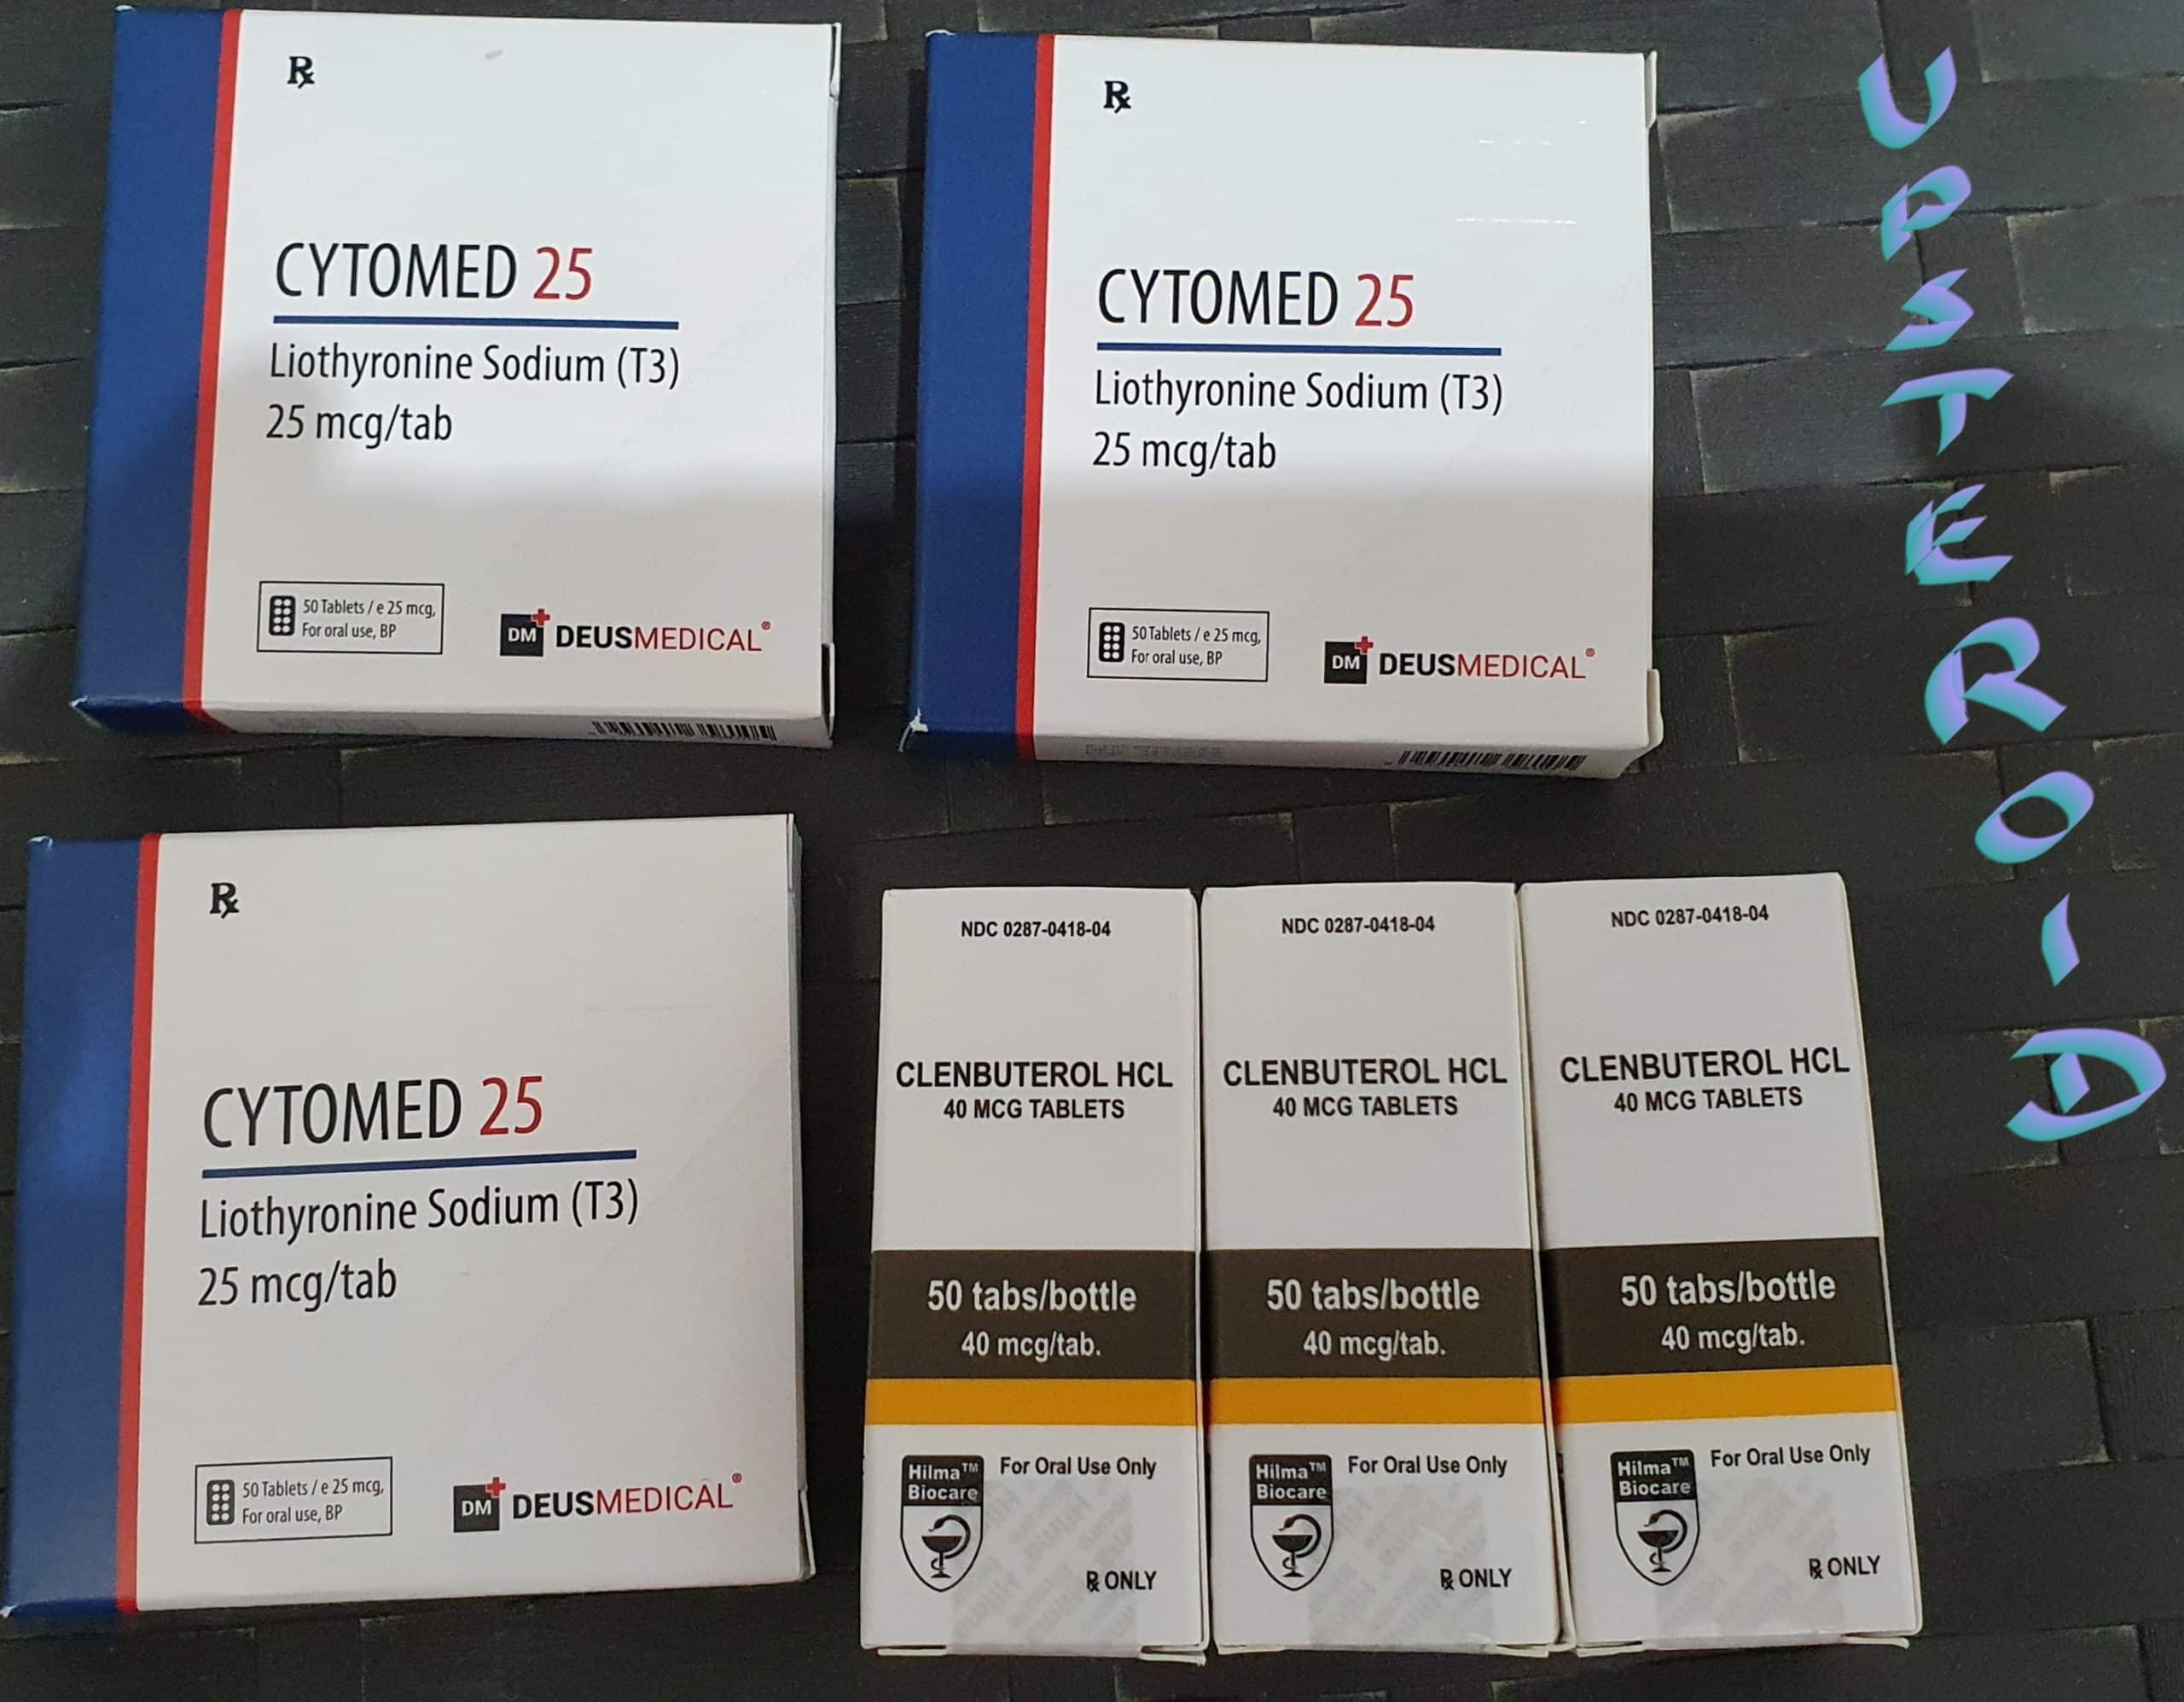 ℞
CYTOMED 25
Liothyronine Sodium (T3)
25 mcg/tab
50 Tablets / e 25 mcg,
For oral use, BP
DM DEUSMEDICAL®
℞
CYTOMED 25
Liothyronine Sodium (T3)
25 mcg/tab
50 Tablets / e 25 mcg,
For oral use, BP
DM DEUSMEDICAL®
UPSTERO-D
℞
CYTOMED 25
Liothyronine Sodium (T3)
25 mcg/tab
50 Tablets / e 25 mcg,
For oral use, BP
DM DEUSMEDICAL®
NDC 0287-0418-04
CLENBUTEROL HCL
40 MCG TABLETS
50 tabs/bottle
40 mcg/tab.
Hilma™
Biocare
For Oral Use Only
℞ ONLY
NDC 0287-0418-04
CLENBUTEROL HCL
40 MCG TABLETS
50 tabs/bottle
40 mcg/tab.
Hilma™
Biocare
For Oral Use Only
℞ ONLY
NDC 0287-0418-04
CLENBUTEROL HCL
40 MCG TABLETS
50 tabs/bottle
40 mcg/tab.
Hilma™
Biocare
For Oral Use Only
℞ ONLY